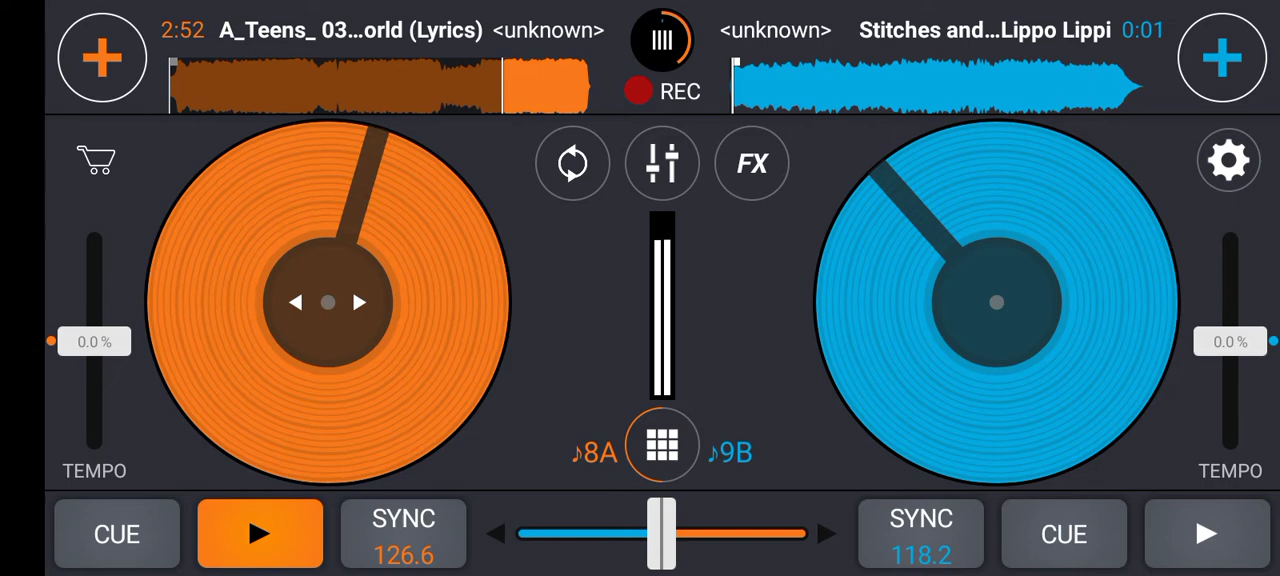 2:52 A_Teens_ 03…orld (Lyrics) <unknown>
<unknown> Stitches and…Lippo Lippi 0:01
REC
FX
0.0 %
0.0 %
♪8A
♪9B
TEMPO
TEMPO
CUE
SYNC
126.6
SYNC
118.2
CUE